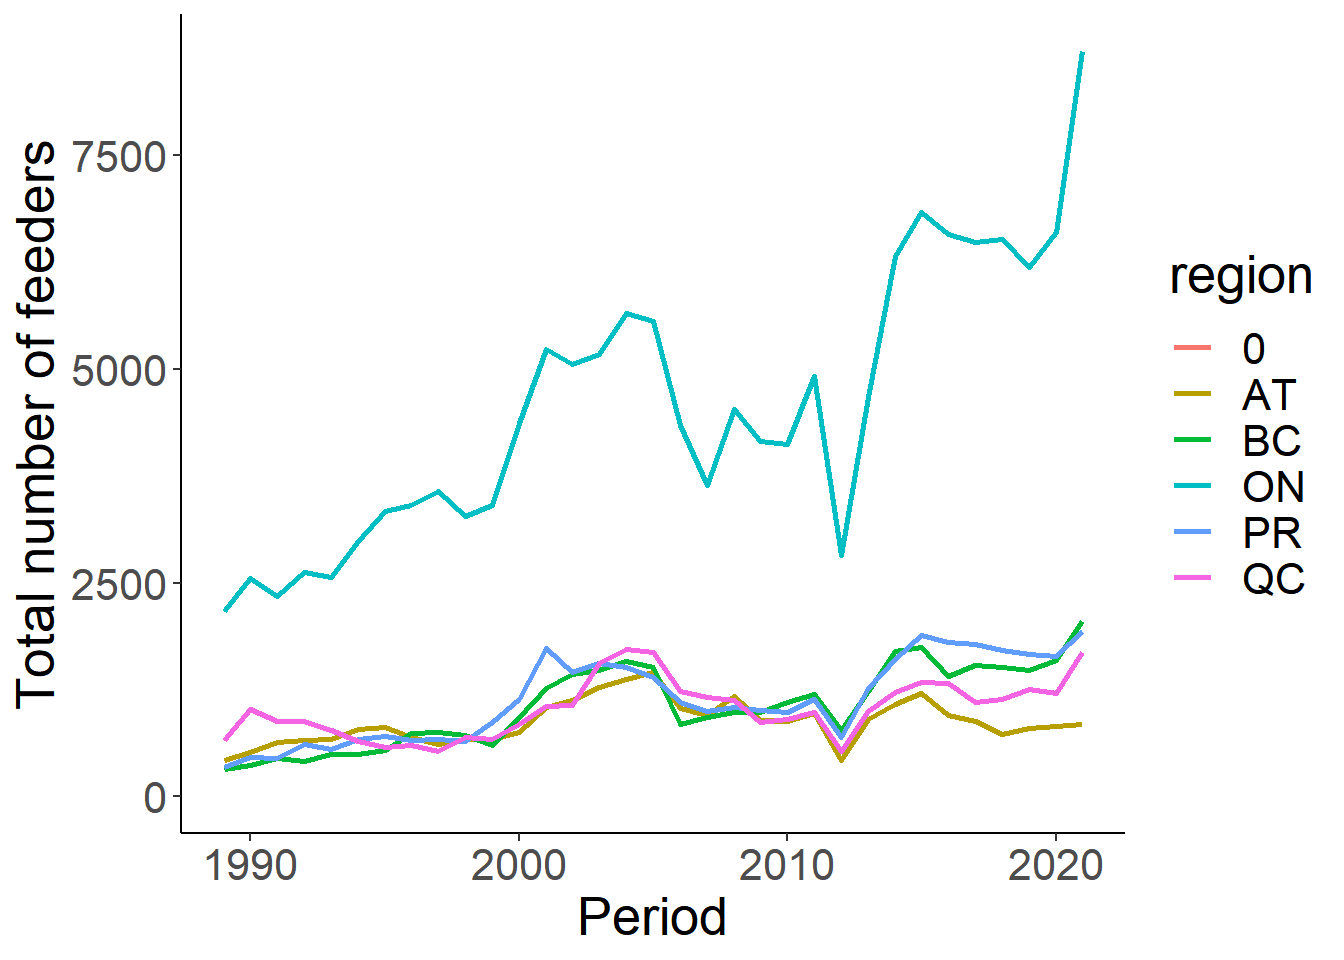 Total number of feeders
7500
5000
2500
0
1990 2000 2010 2020
Period
region
0
AT
BC
ON
PR
QC